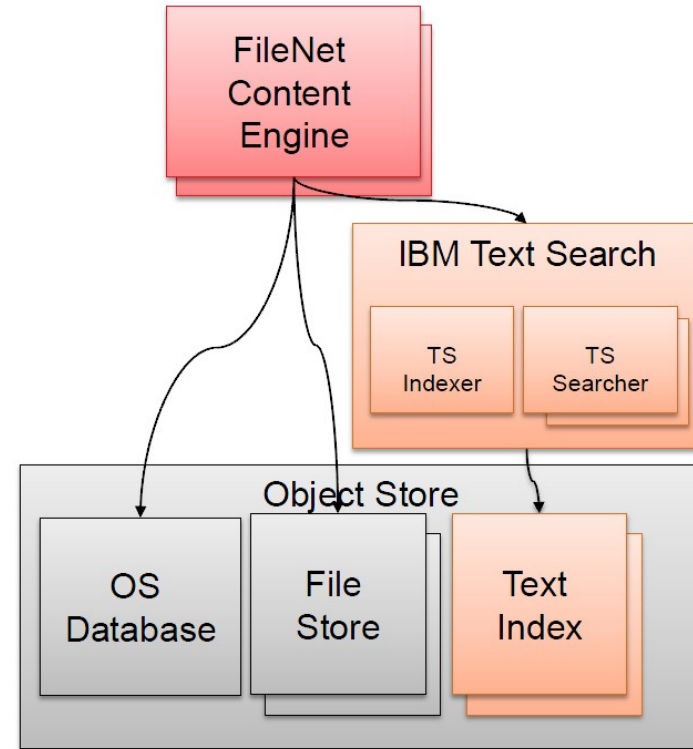 FileNet
Content
Engine
IBM Text Search
TS
Indexer
TS
Searcher
Object Store
OS
Database
File
Store
Text
Index